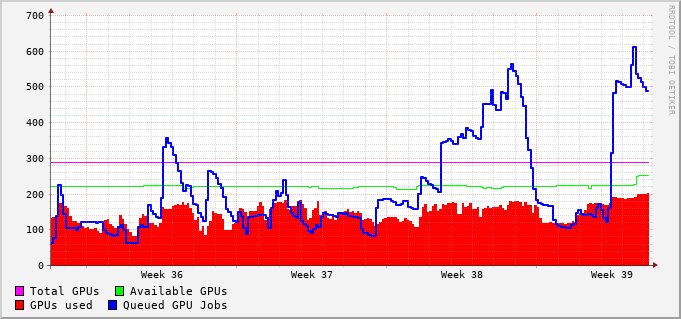 RRDTOOL / TOBI OETIKER
700
600
500
400
300
200
100
0
Week 36 Week 37 Week 38 Week 39
Total GPUs Available GPUs
GPUs used Queued GPU Jobs